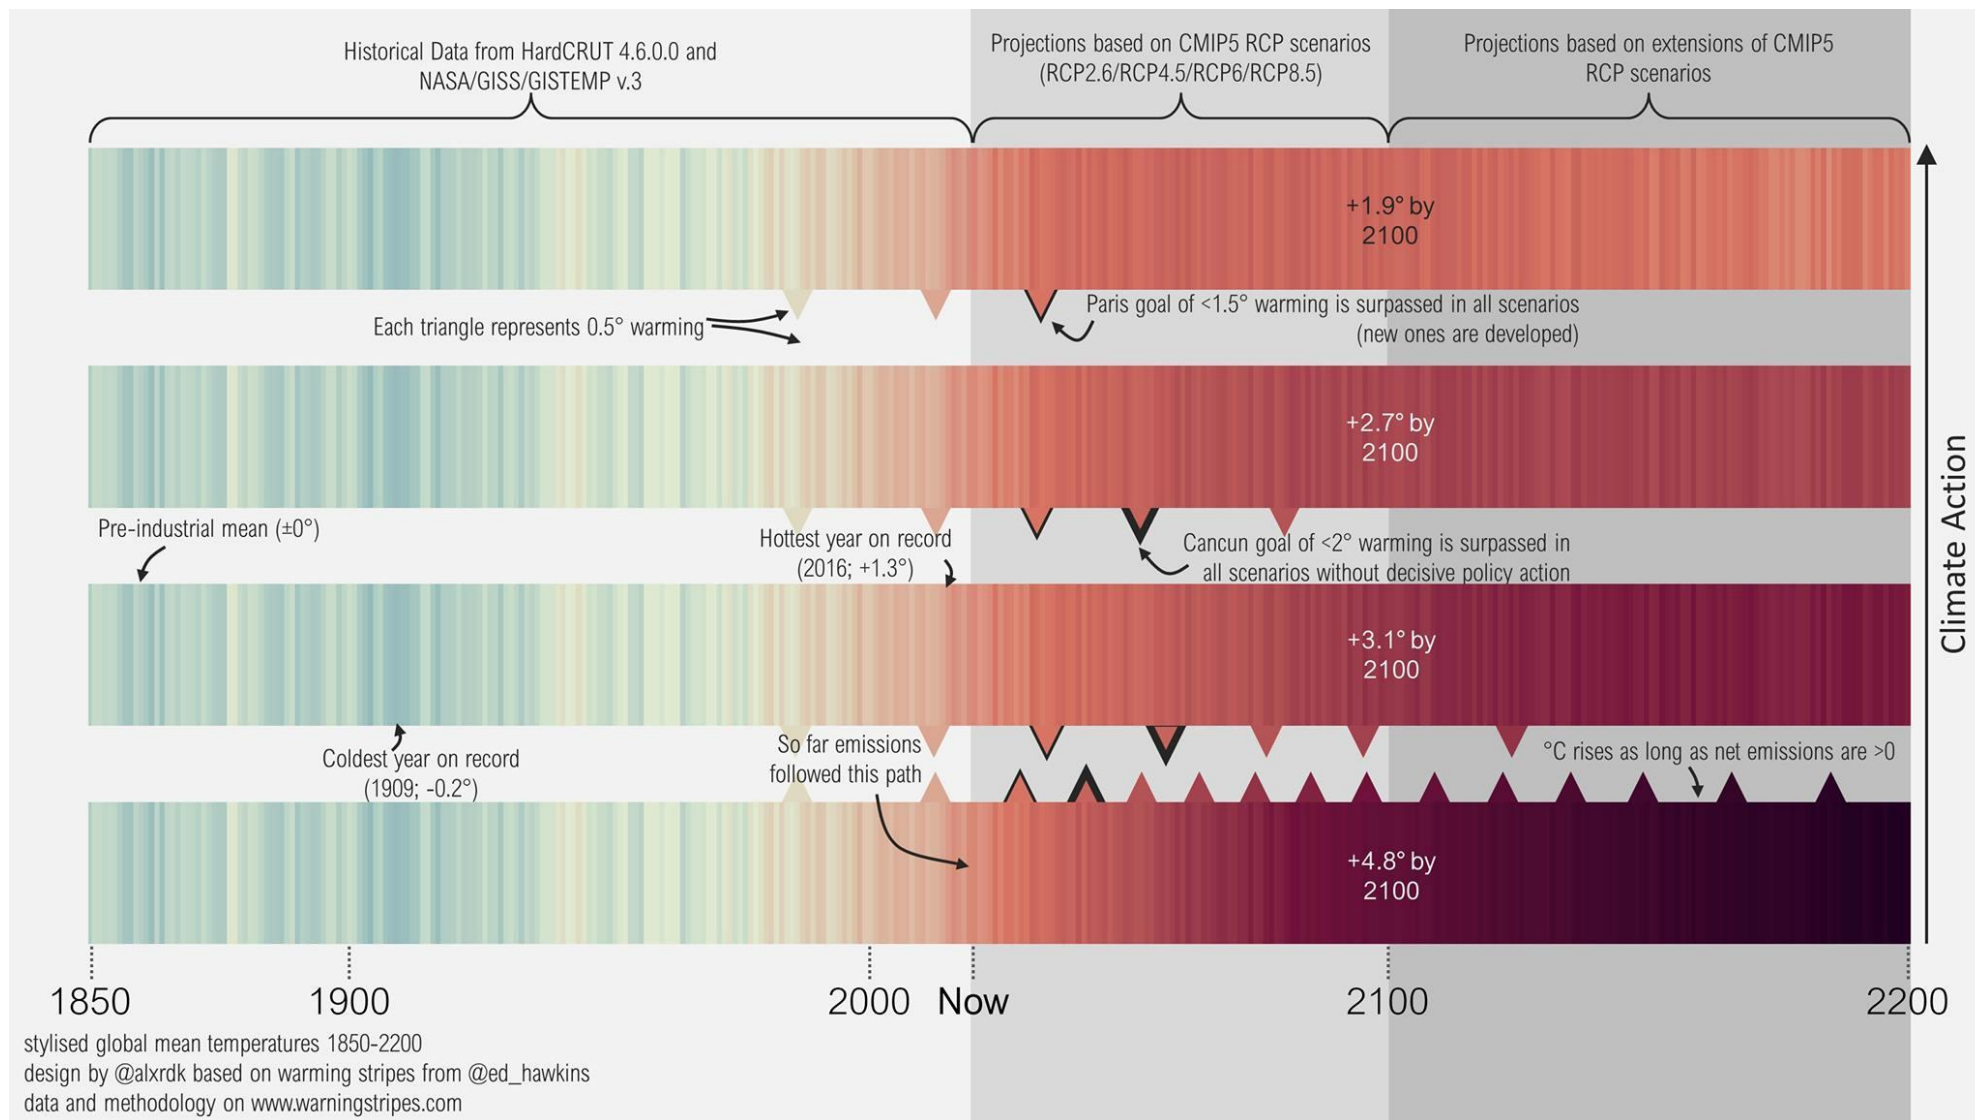 Historical Data from HardCRUT 4.6.0.0 and
NASA/GISS/GISTEMP v.3
Projections based on CMIP5 RCP scenarios
(RCP2.6/RCP4.5/RCP6/RCP8.5)
Projections based on extensions of CMIP5
RCP scenarios
+1.9° by
2100
Each triangle represents 0.5° warming
Paris goal of <1.5° warming is surpassed in all scenarios
(new ones are developed)
+2.7° by
2100
Pre-industrial mean (±0°)
Hottest year on record
(2016; +1.3°)
Cancun goal of <2° warming is surpassed in
all scenarios without decisive policy action
Climate Action
+3.1° by
2100
Coldest year on record
(1909; -0.2°)
So far emissions
followed this path
°C rises as long as net emissions are >0
+4.8° by
2100
1850
1900
2000
Now
2100
2200
stylised global mean temperatures 1850-2200
design by @alxrdk based on warming stripes from @ed_hawkins
data and methodology on www.warningstripes.com